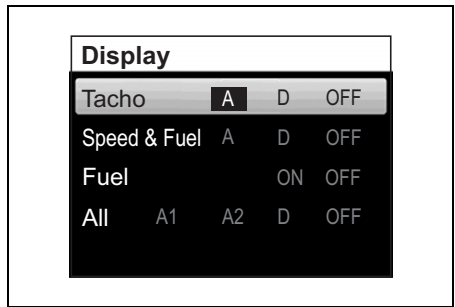 Display
Tacho A D OFF
Speed & Fuel A D OFF
Fuel ON OFF
All A1 A2 D OFF